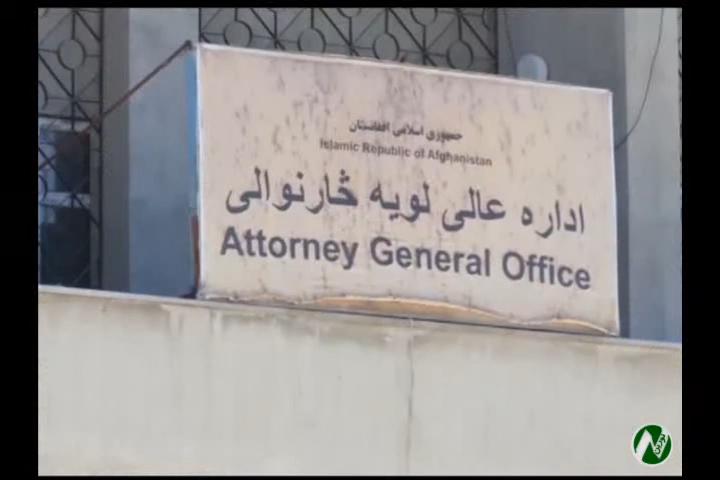 جمهوری اسلامی افغانستان
Islamic Republic of Afghanistan
اداره عالی لویه څارنوالی
Attorney General Office
N